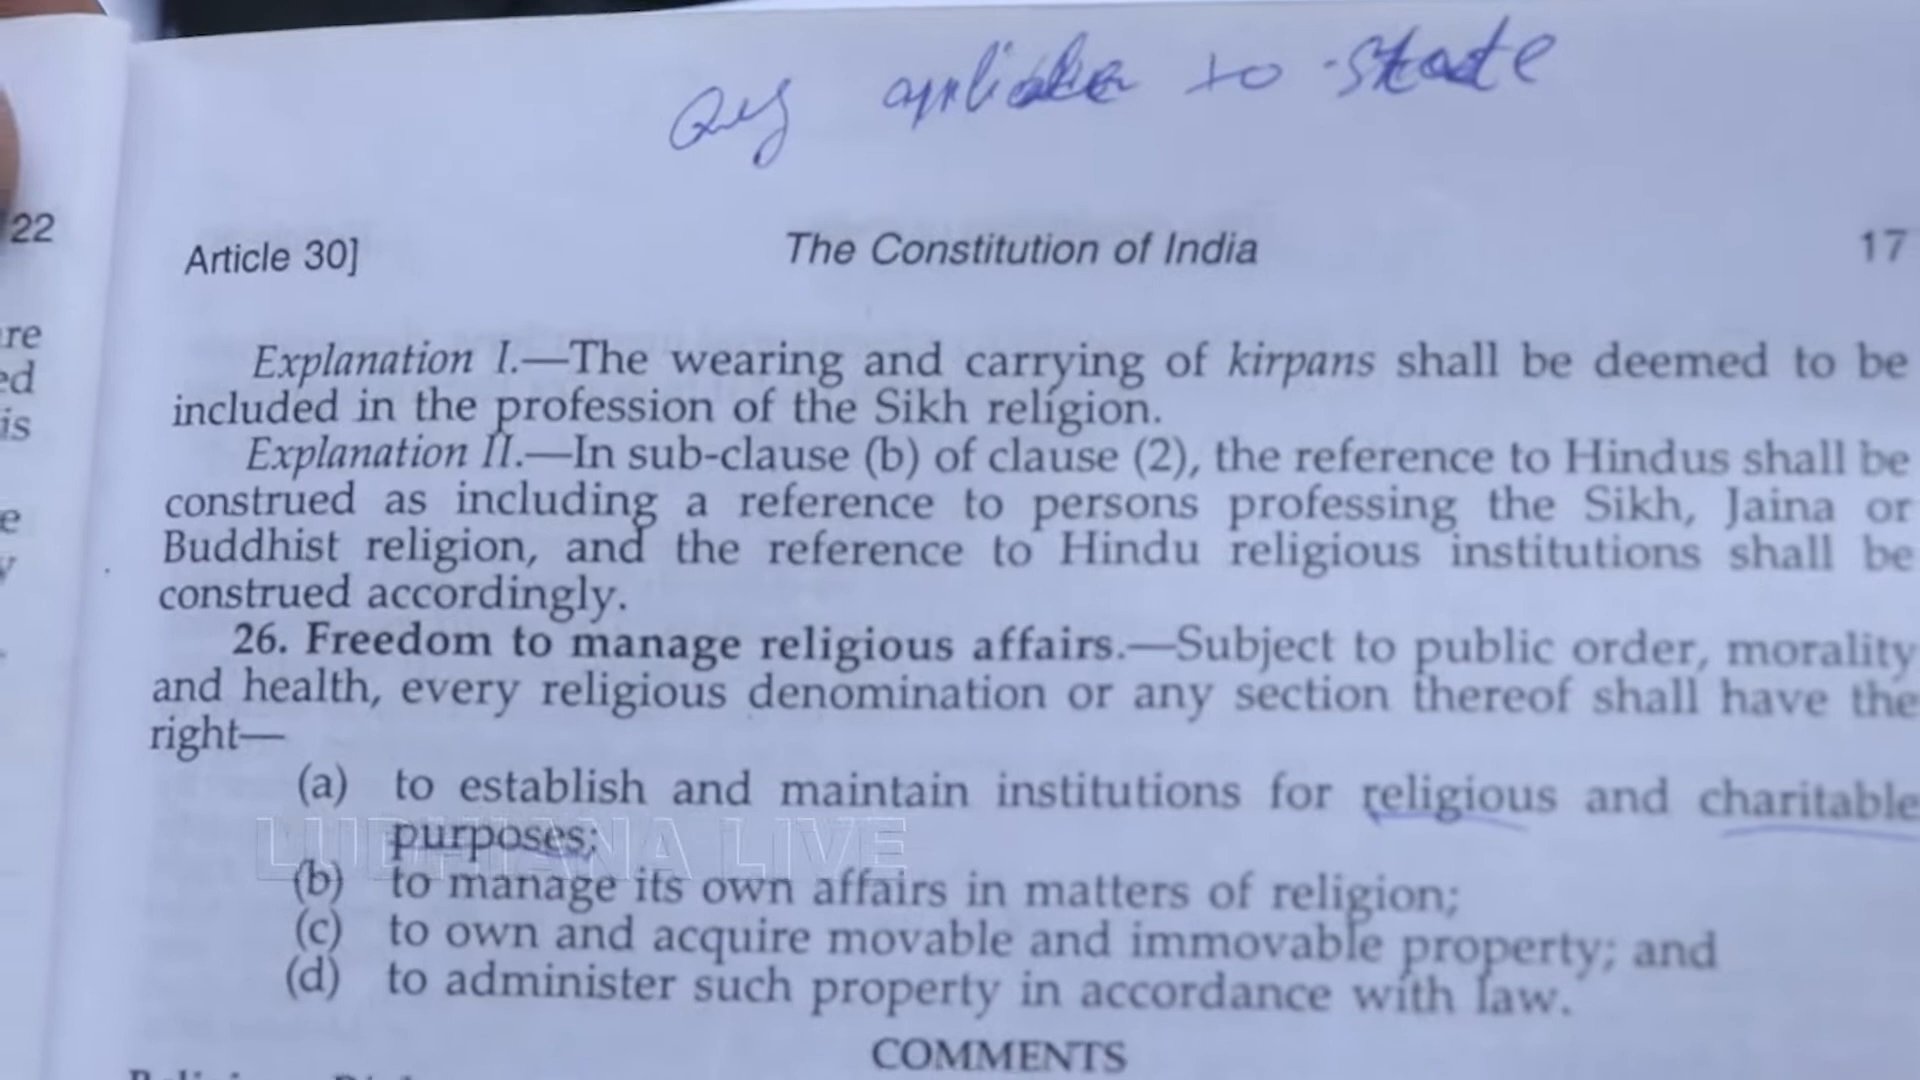 to state
22
Article 30]
The Constitution of India
17
Explanation I.—The wearing and carrying of kirpans shall be deemed to be
included in the profession of the Sikh religion.
Explanation II.—In sub-clause (b) of clause (2), the reference to Hindus shall be
construed as including a reference to persons professing the Sikh, Jaina or
Buddhist religion, and the reference to Hindu religious institutions shall be
construed accordingly.
26. Freedom to manage religious affairs.—Subject to public order, morality
and health, every religious denomination or any section thereof shall have the
right—
(a) to establish and maintain institutions for religious and charitable
purposes;
(b) to manage its own affairs in matters of religion;
(c) to own and acquire movable and immovable property; and
(d) to administer such property in accordance with law.
COMMENTS
LUDHIANA LIVE